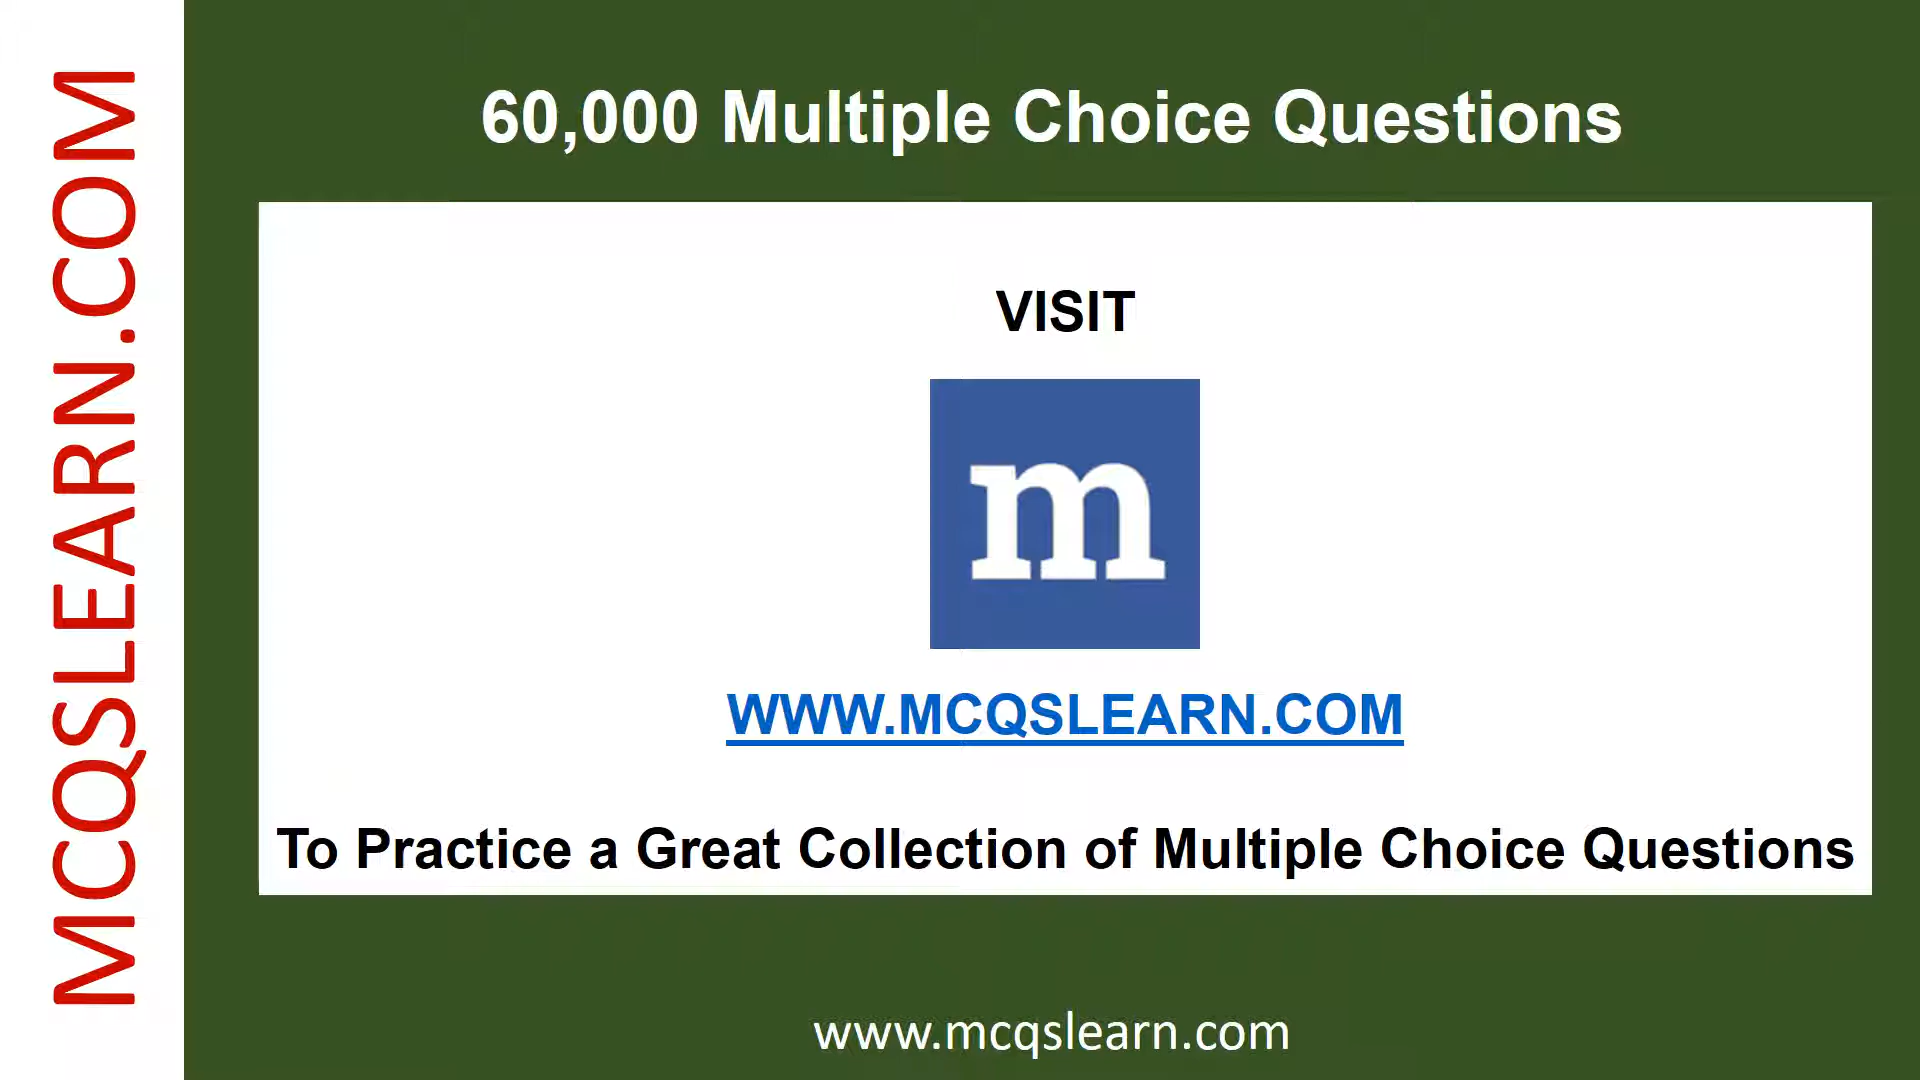 MCQSLEARN.COM
60,000 Multiple Choice Questions
VISIT
m
WWW.MCQSLEARN.COM
To Practice a Great Collection of Multiple Choice Questions
www.mcqslearn.com